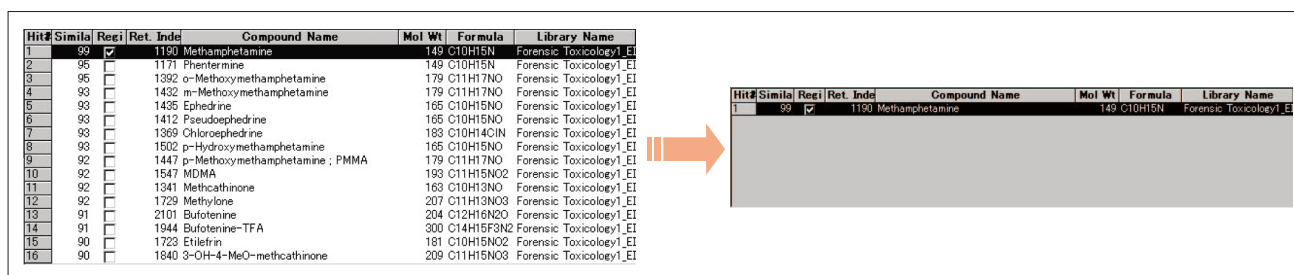 Hit# Simila Regi Ret. Inde Compound Name Mol Wt Formula Library Name
1 99 1190 Methamphetamine 149 C10H15N Forensic Toxicology1_EI
2 95 1171 Phentermine 149 C10H15N Forensic Toxicology1_EI
3 95 1392 o-Methoxymethamphetamine 179 C11H17NO Forensic Toxicology1_EI
4 93 1432 m-Methoxymethamphetamine 179 C11H17NO Forensic Toxicology1_EI
5 93 1435 Ephedrine 165 C10H15NO Forensic Toxicology1_EI
6 93 1412 Pseudoephedrine 165 C10H15NO Forensic Toxicology1_EI
7 93 1369 Chloroephedrine 183 C10H14ClN Forensic Toxicology1_EI
8 93 1502 p-Hydroxymethamphetamine 165 C10H15NO Forensic Toxicology1_EI
9 92 1447 p-Methoxymethamphetamine ; PMMA 179 C11H17NO Forensic Toxicology1_EI
10 92 1547 MDMA 193 C11H15NO2 Forensic Toxicology1_EI
11 92 1341 Methcathinone 163 C10H13NO Forensic Toxicology1_EI
12 92 1729 Methylone 207 C11H13NO3 Forensic Toxicology1_EI
13 91 2101 Bufotenine 204 C12H16N2O Forensic Toxicology1_EI
14 91 1944 Bufotenine-TFA 300 C14H15F3N2 Forensic Toxicology1_EI
15 90 1723 Etilefrin 181 C10H15NO2 Forensic Toxicology1_EI
16 90 1840 3-OH-4-MeO-methcathinone 209 C11H15NO3 Forensic Toxicology1_EI
Hit# Simila Regi Ret. Inde Compound Name Mol Wt Formula Library Name
1 99 1190 Methamphetamine 149 C10H15N Forensic Toxicology1_EI